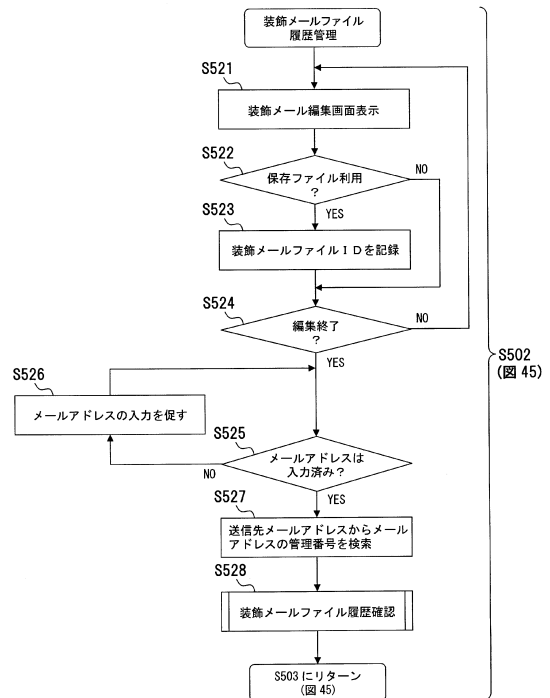 装飾メールファイル
履歴管理
S521
装飾メール編集画面表示
S522
保存ファイル利用
?
NO
YES
S523
装飾メールファイルＩＤを記録
S524
編集終了
?
NO
YES
S502
(図 45)
S526
メールアドレスの入力を促す
S525
メールアドレスは
入力済み？
NO
YES
S527
送信先メールアドレスからメール
アドレスの管理番号を検索
S528
装飾メールファイル履歴確認
S503 にリターン
(図 45)